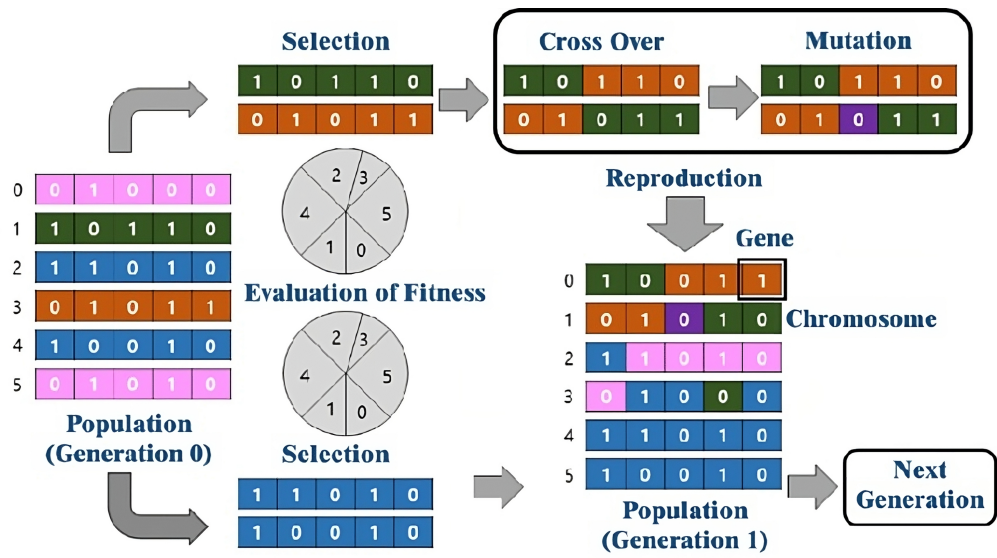 Selection
1 0 1 1 0
0 1 0 1 1
Cross Over
1 0 1 1 0
0 1 0 1 1
Mutation
1 0 1 1 0
0 1 0 1 1
Reproduction
0 0 1 0 0 0
1 1 0 1 1 0
2 1 1 0 1 0
3 0 1 0 1 1
4 1 0 0 1 0
5 0 1 0 1 0
Population
(Generation 0)
2 3
4 5
1 0
Evaluation of Fitness
2 3
4 5
1 0
Selection
1 1 0 1 0
1 0 0 1 0
Gene
0 1 0 0 1 1
1 0 1 0 1 0
Chromosome
2 1 1 0 1 0
3 0 1 0 0 0
4 1 1 0 1 0
5 1 0 0 1 0
Population
(Generation 1)
Next
Generation